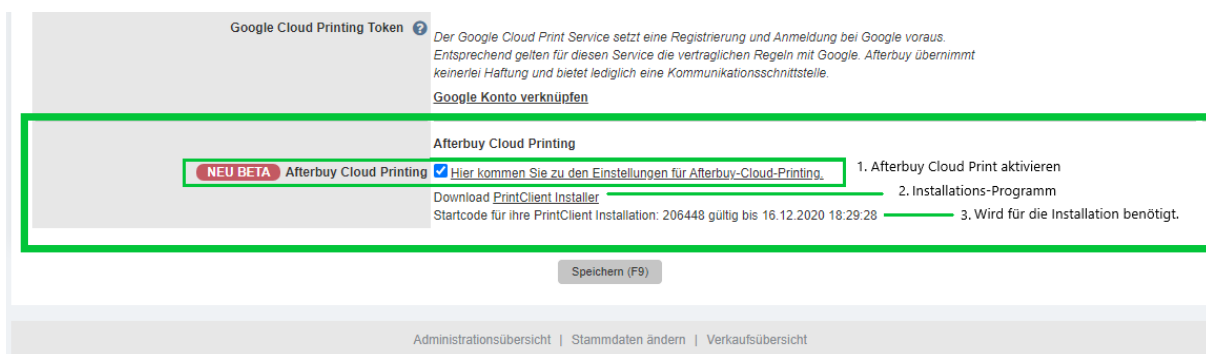 Google Cloud Printing Token ?
Der Google Cloud Print Service setzt eine Registrierung und Anmeldung bei Google voraus.
Entsprechend gelten für diesen Service die vertraglichen Regeln mit Google. Afterbuy übernimmt
keinerlei Haftung und bietet lediglich eine Kommunikationsschnittstelle.
Google Konto verknüpfen
Afterbuy Cloud Printing
NEU BETA Afterbuy Cloud Printing Hier kommen Sie zu den Einstellungen für Afterbuy-Cloud-Printing. 1. Afterbuy Cloud Print aktivieren
Download PrintClient Installer 2. Installations-Programm
Startcode für ihre PrintClient Installation: 206448 gültig bis 16.12.2020 18:29:28 3. Wird für die Installation benötigt.
Speichern (F9)
Administrationsübersicht | Stammdaten ändern | Verkaufsübersicht